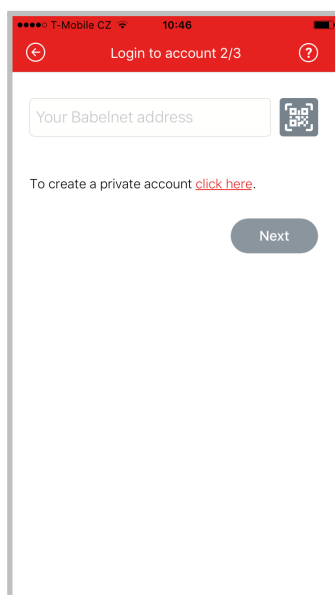 T-Mobile CZ 10:46
Login to account 2/3 ?
Your Babelnet address
To create a private account click here.
Next